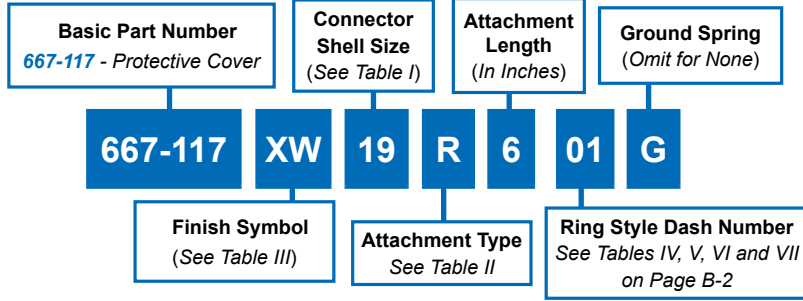 Basic Part Number
667-117 - Protective Cover
Connector
Shell Size
(See Table I)
Attachment
Length
(In Inches)
Ground Spring
(Omit for None)
667-117 XW 19 R 6 01 G
Finish Symbol
(See Table III)
Attachment Type
See Table II
Ring Style Dash Number
See Tables IV, V, VI and VII
on Page B-2